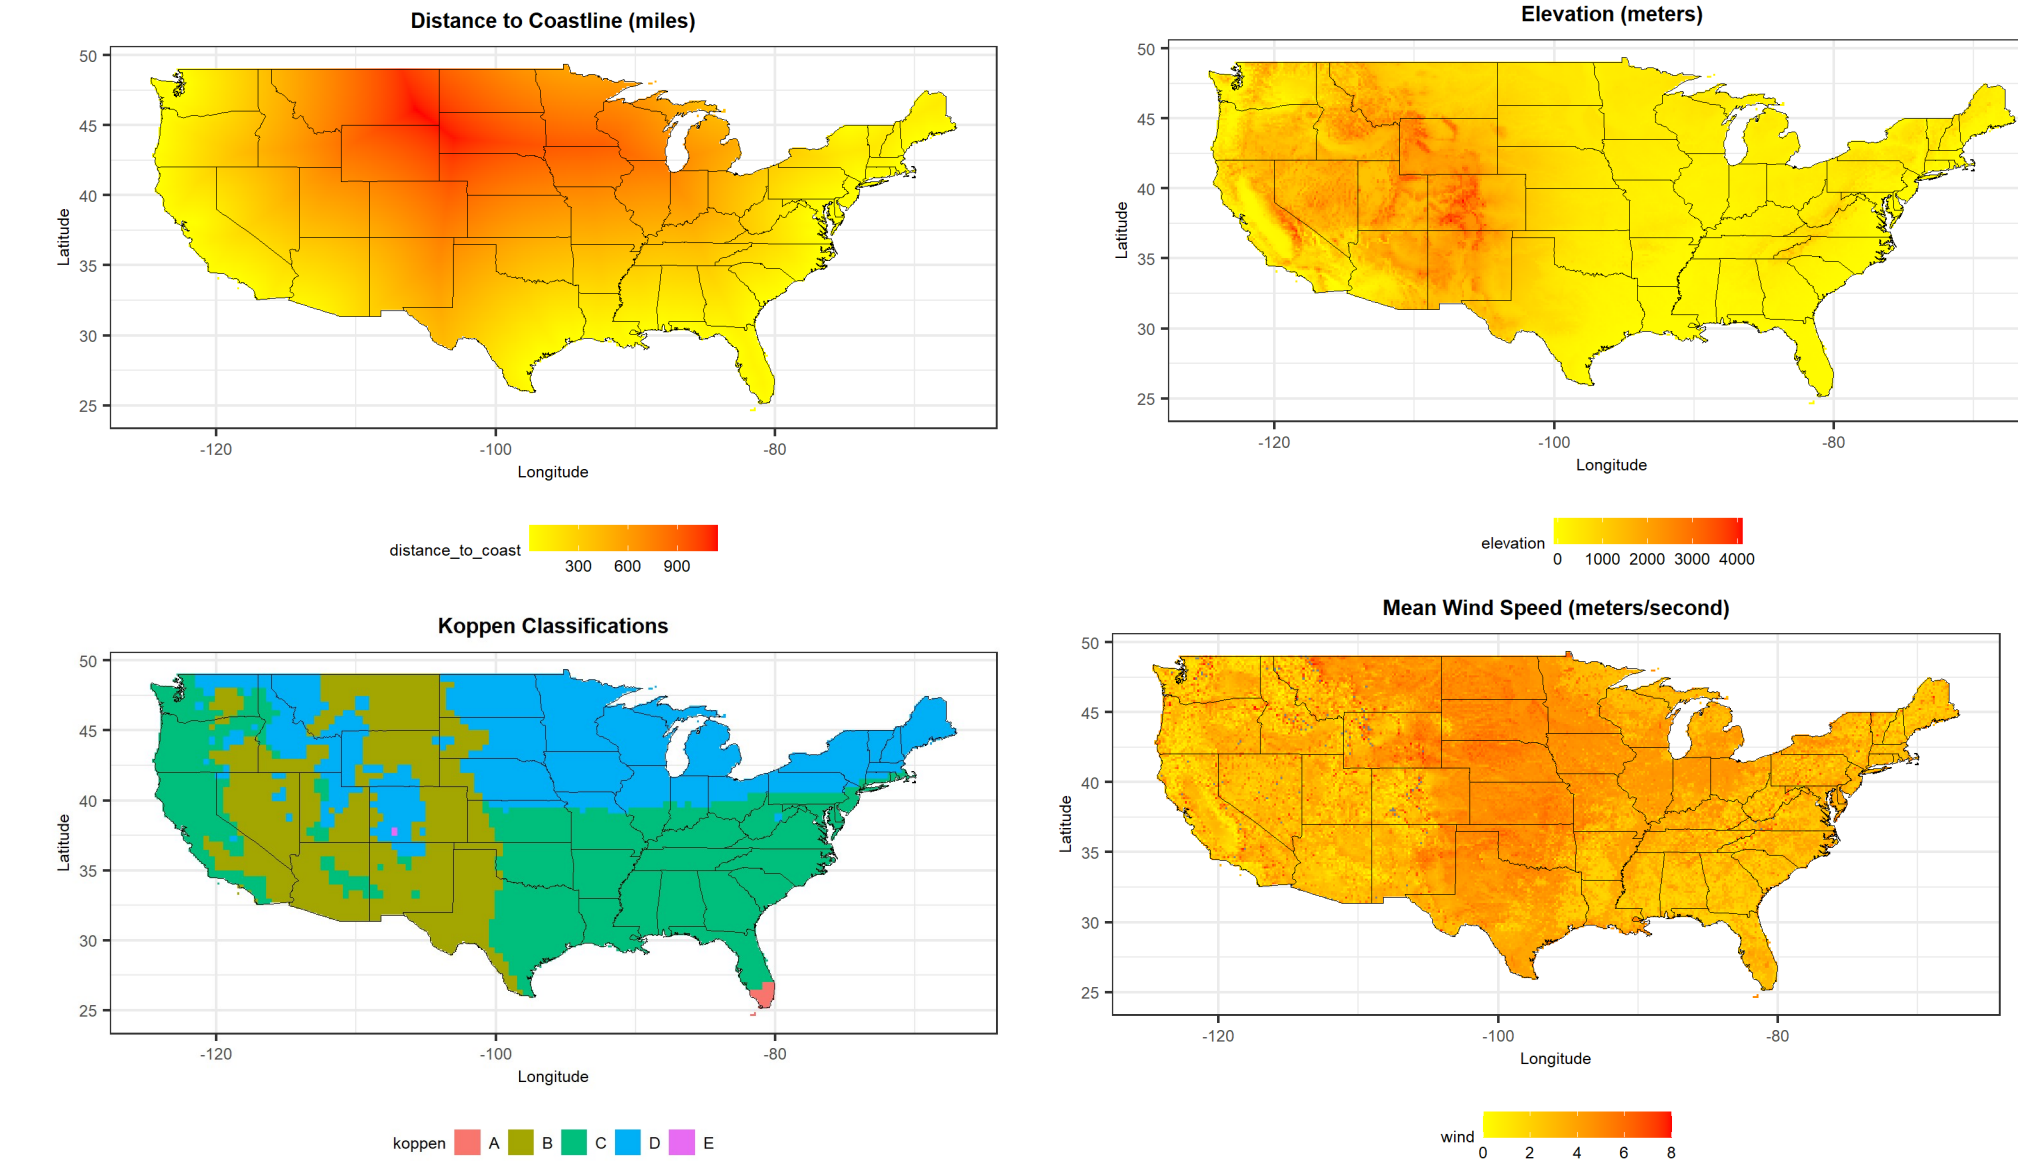 Distance to Coastline (miles)
50
45
40
35
30
25
Latitude
-120 -100 -80
Longitude
distance_to_coast
300 600 900
Elevation (meters)
50
45
40
35
30
25
Latitude
-120 -100 -80
Longitude
elevation
0 1000 2000 3000 4000
Koppen Classifications
50
45
40
35
30
25
Latitude
-120 -100 -80
Longitude
koppen A B C D E
Mean Wind Speed (meters/second)
50
45
40
35
30
25
Latitude
-120 -100 -80
Longitude
wind
0 2 4 6 8